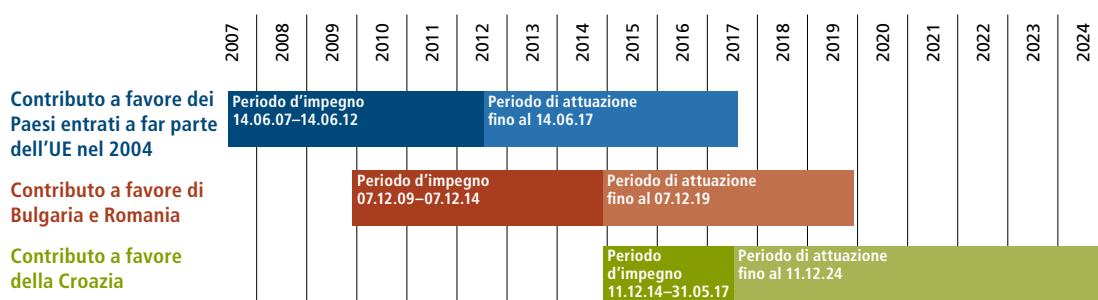 2007 2008 2009 2010 2011 2012 2013 2014 2015 2016 2017 2018 2019 2020 2021 2022 2023 2024
Contributo a favore dei
Paesi entrati a far parte
dell'UE nel 2004
Periodo d'impegno
14.06.07–14.06.12
Periodo di attuazione
fino al 14.06.17
Contributo a favore di
Bulgaria e Romania
Periodo d'impegno
07.12.09–07.12.14
Periodo di attuazione
fino al 07.12.19
Contributo a favore
della Croazia
Periodo
d'impegno
11.12.14–31.05.17
Periodo di attuazione
fino al 11.12.24